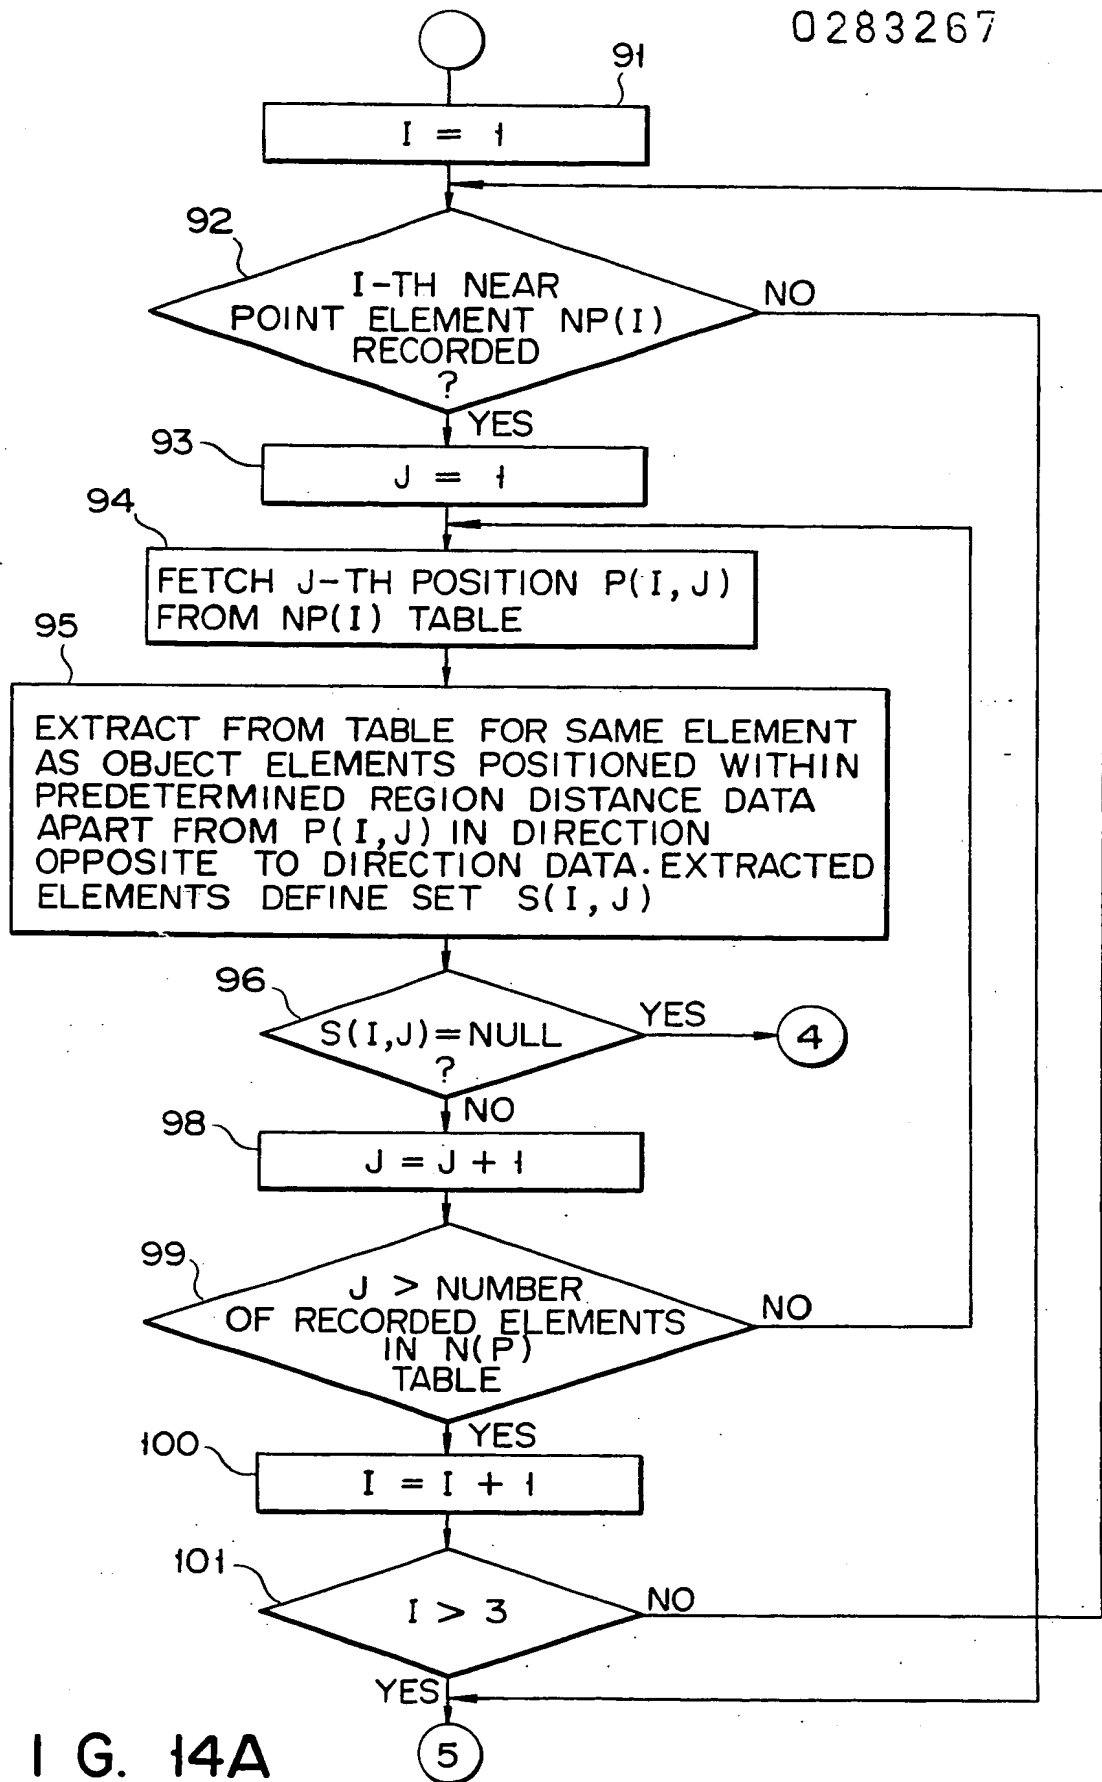 0283267
91
I = 1
92
I-TH NEAR
POINT ELEMENT NP(I)
RECORDED
?
NO
YES
93
J = 1
94
FETCH J-TH POSITION P(I,J)
FROM NP(I) TABLE
95
EXTRACT FROM TABLE FOR SAME ELEMENT
AS OBJECT ELEMENTS POSITIONED WITHIN
PREDETERMINED REGION DISTANCE DATA
APART FROM P(I,J) IN DIRECTION
OPPOSITE TO DIRECTION DATA. EXTRACTED
ELEMENTS DEFINE SET S(I,J)
96
S(I,J)=NULL
?
YES
4
NO
98
J = J + 1
99
J > NUMBER
OF RECORDED ELEMENTS
IN N(P)
TABLE
NO
YES
100
I = I + 1
101
I > 3
NO
YES
5
I G. 14A